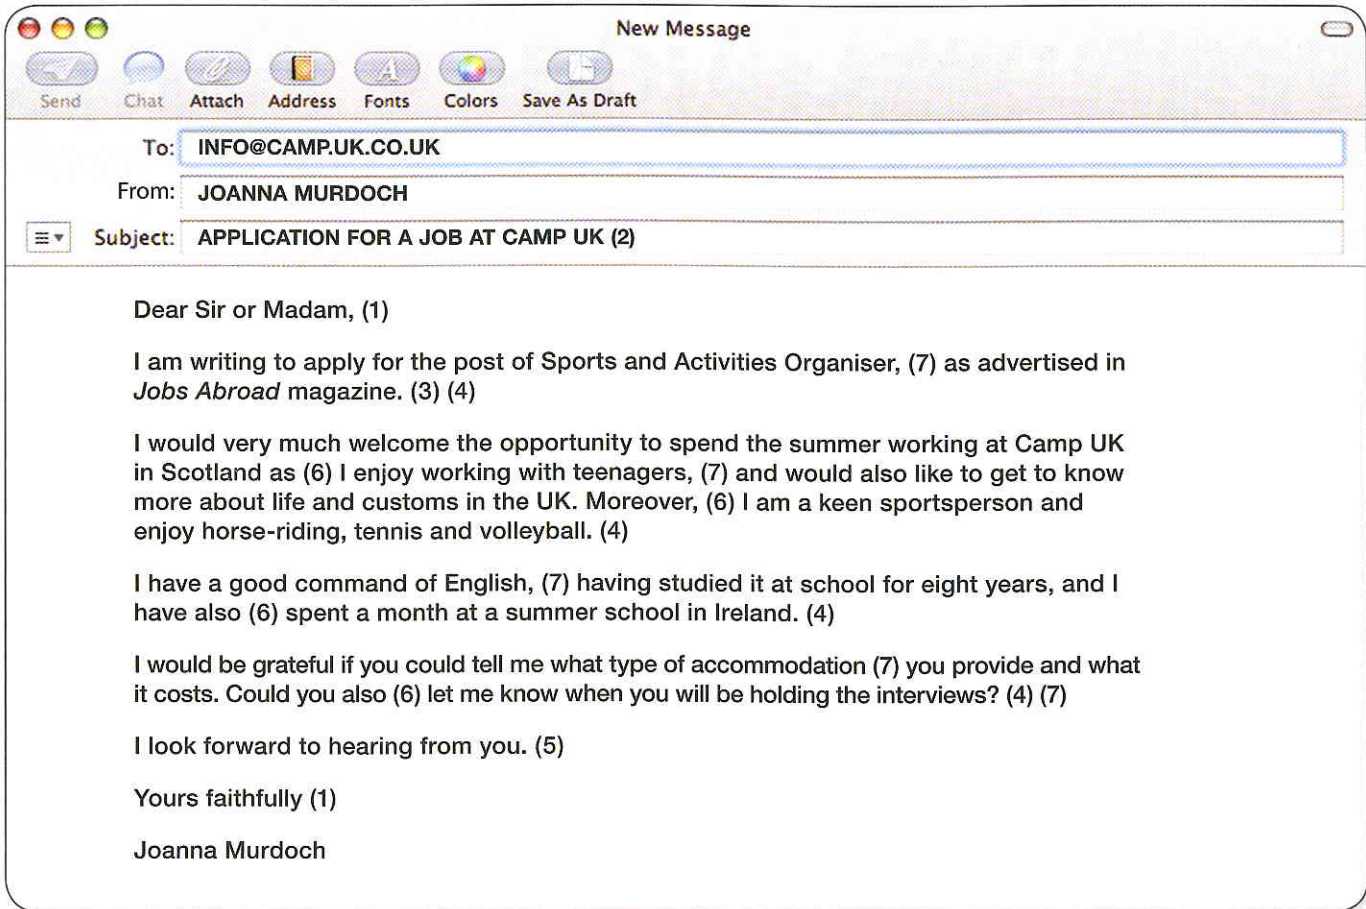 New Message
Send Chat Attach Address Fonts Colors Save As Draft
To: INFO@CAMP.UK.CO.UK
From: JOANNA MURDOCH
Subject: APPLICATION FOR A JOB AT CAMP UK (2)
Dear Sir or Madam, (1)
I am writing to apply for the post of Sports and Activities Organiser, (7) as advertised in
Jobs Abroad magazine. (3) (4)
I would very much welcome the opportunity to spend the summer working at Camp UK
in Scotland as (6) I enjoy working with teenagers, (7) and would also like to get to know
more about life and customs in the UK. Moreover, (6) I am a keen sportsperson and
enjoy horse-riding, tennis and volleyball. (4)
I have a good command of English, (7) having studied it at school for eight years, and I
have also (6) spent a month at a summer school in Ireland. (4)
I would be grateful if you could tell me what type of accommodation (7) you provide and what
it costs. Could you also (6) let me know when you will be holding the interviews? (4) (7)
I look forward to hearing from you. (5)
Yours faithfully (1)
Joanna Murdoch